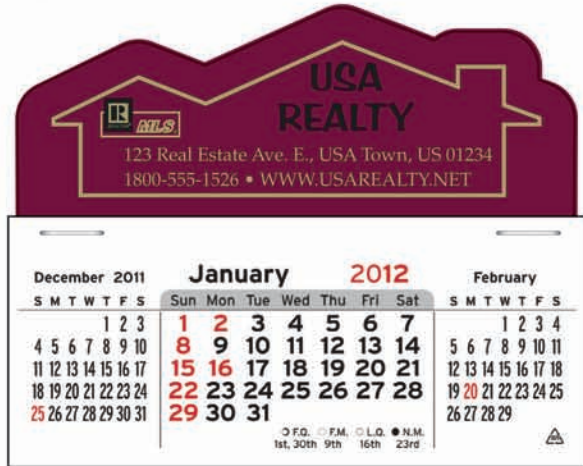 USA
REALTY
R
MLS
123 Real Estate Ave. E., USA Town, US 01234
1800-555-1526 • WWW.USAREALTY.NET
December 2011
S M T W T F S
1 2 3
4 5 6 7 8 9 10
11 12 13 14 15 16 17
18 19 20 21 22 23 24
25 26 27 28 29 30 31
January 2012
Sun Mon Tue Wed Thu Fri Sat
1 2 3 4 5 6 7
8 9 10 11 12 13 14
15 16 17 18 19 20 21
22 23 24 25 26 27 28
29 30 31
F.Q. F.M. L.Q. N.M.
1st, 30th 9th 16th 23rd
February
S M T W T F S
1 2 3 4
5 6 7 8 9 10 11
12 13 14 15 16 17 18
19 20 21 22 23 24 25
26 27 28 29